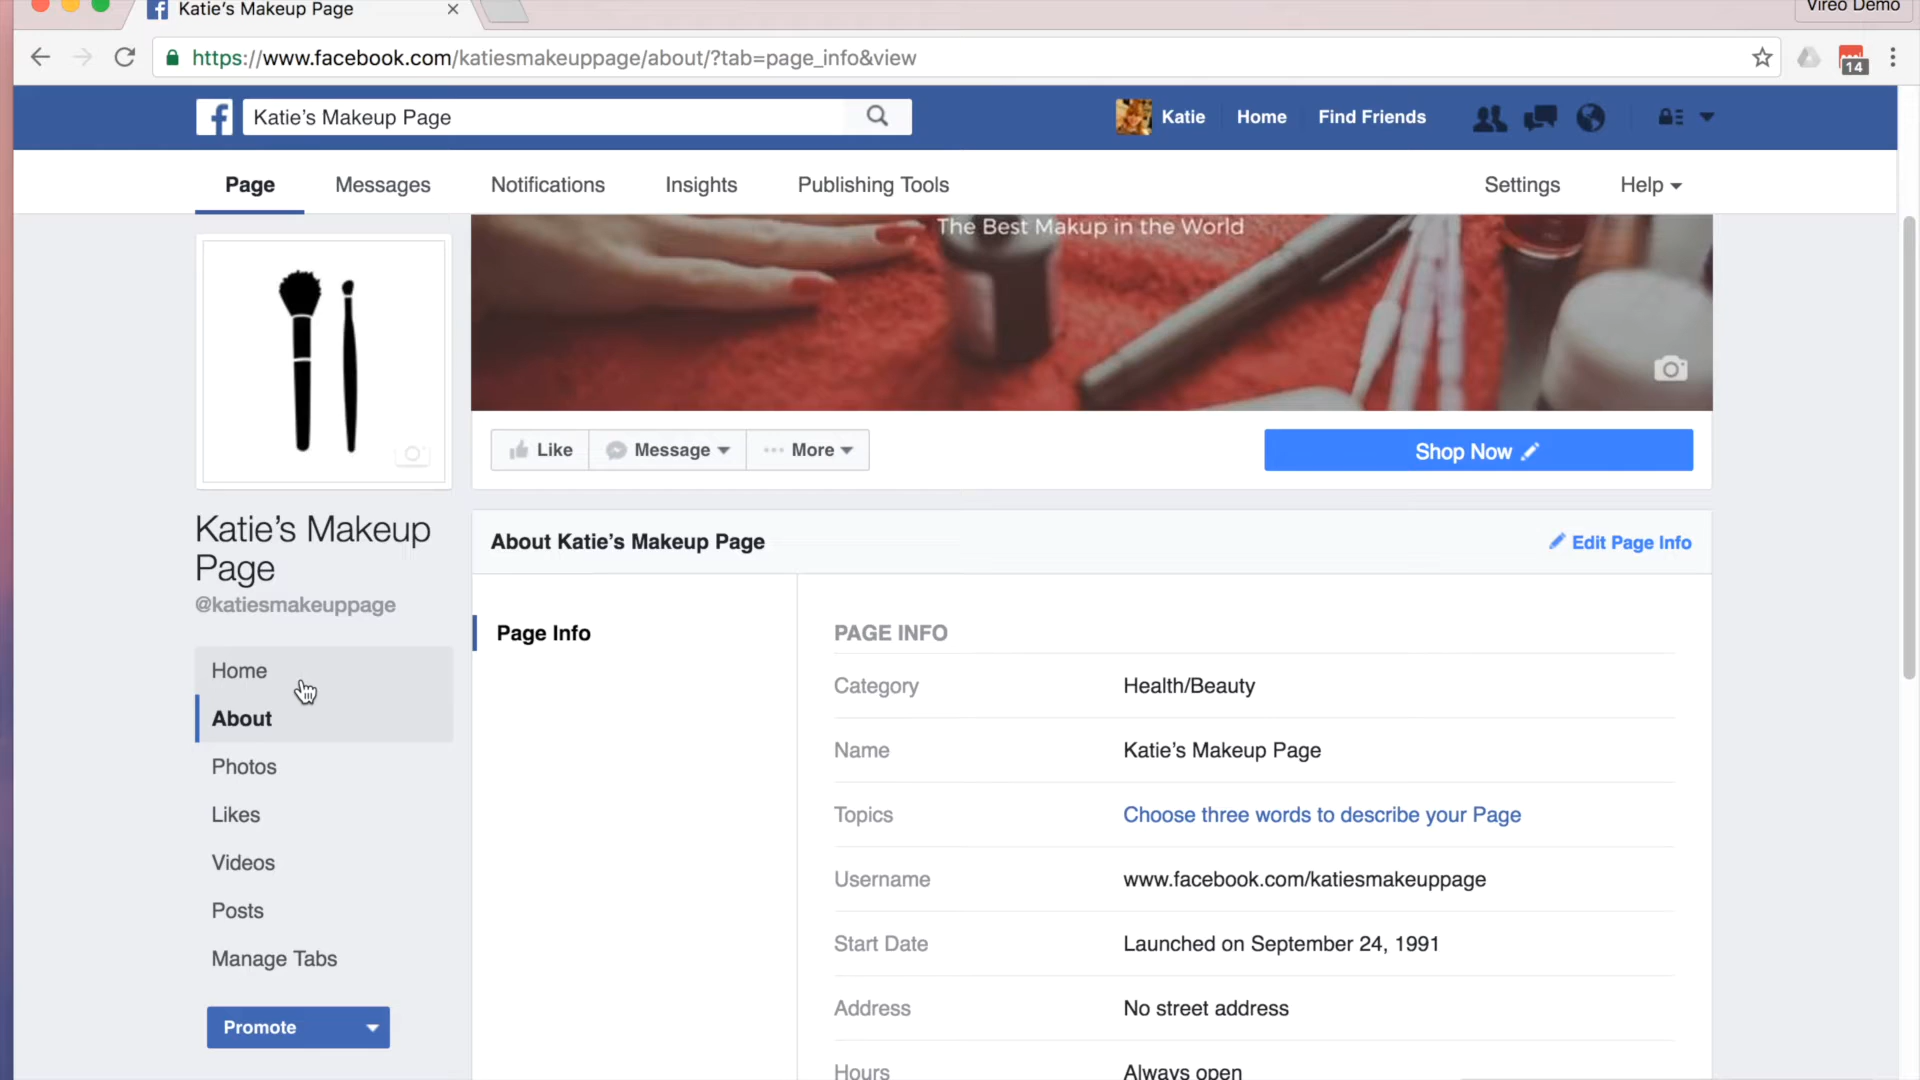 Katie's Makeup Page
Vireo Demo
https://www.facebook.com/katiesmakeuppage/about/?tab=page_info&view
14
Katie's Makeup Page
Katie
Home
Find Friends
Page
Messages
Notifications
Insights
Publishing Tools
Settings
Help
The Best Makup in the World
Like
Message
More
Shop Now
Katie's Makeup
Page
@katiesmakeuppage
Home
About
Photos
Likes
Videos
Posts
Manage Tabs
Promote
About Katie's Makeup Page
Edit Page Info
Page Info
PAGE INFO
Category Health/Beauty
Name Katie's Makeup Page
Topics Choose three words to describe your Page
Username www.facebook.com/katiesmakeuppage
Start Date Launched on September 24, 1991
Address No street address
Hours Always open